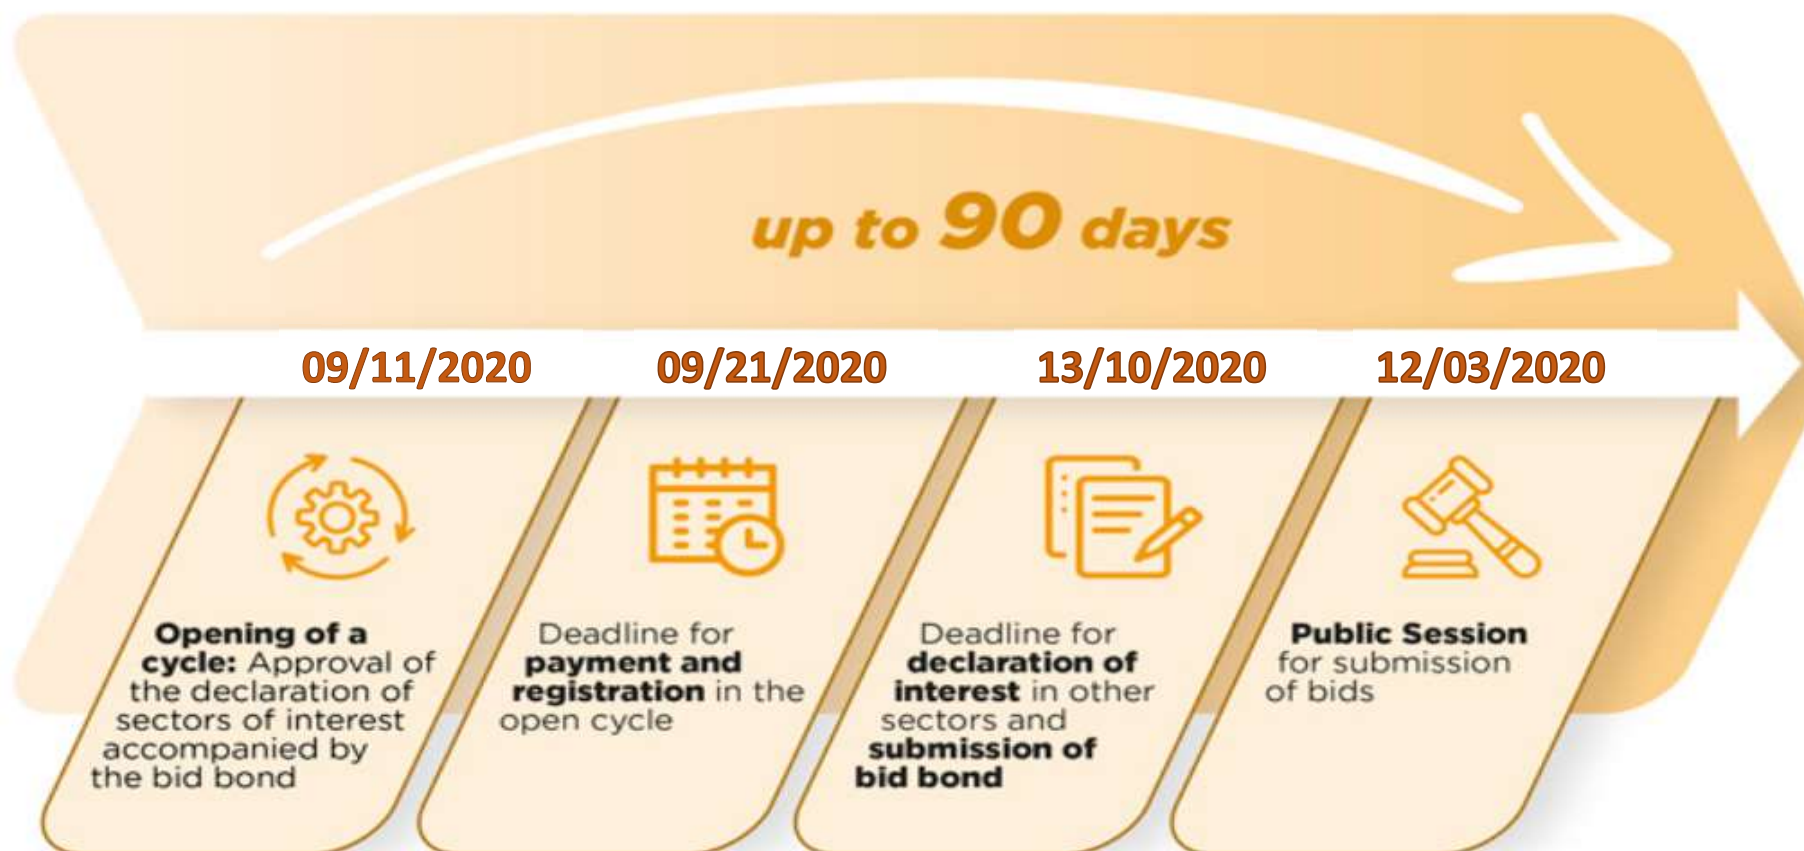 up to 90 days
09/11/2020
09/21/2020
13/10/2020
12/03/2020
Opening of a
cycle: Approval of
the declaration of
sectors of interest
accompanied by
the bid bond
Deadline for
payment and
registration in the
open cycle
Deadline for
declaration of
interest in other
sectors and
submission of
bid bond
Public Session
for submission
of bids